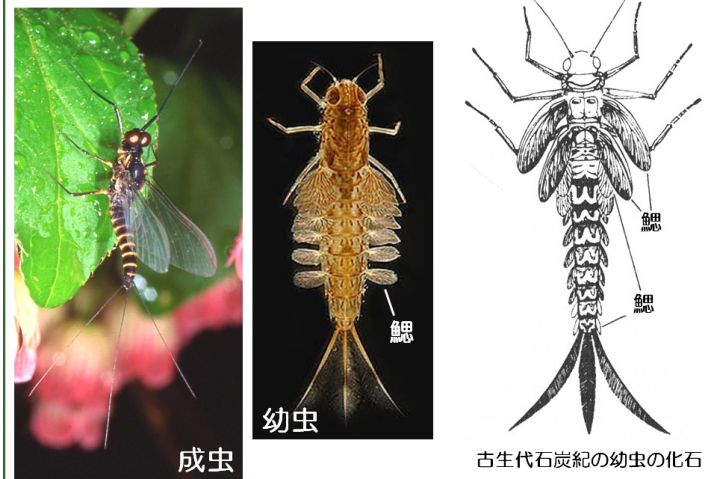 成虫
幼虫
鰓
鰓
鰓
古生代石炭紀の幼虫の化石